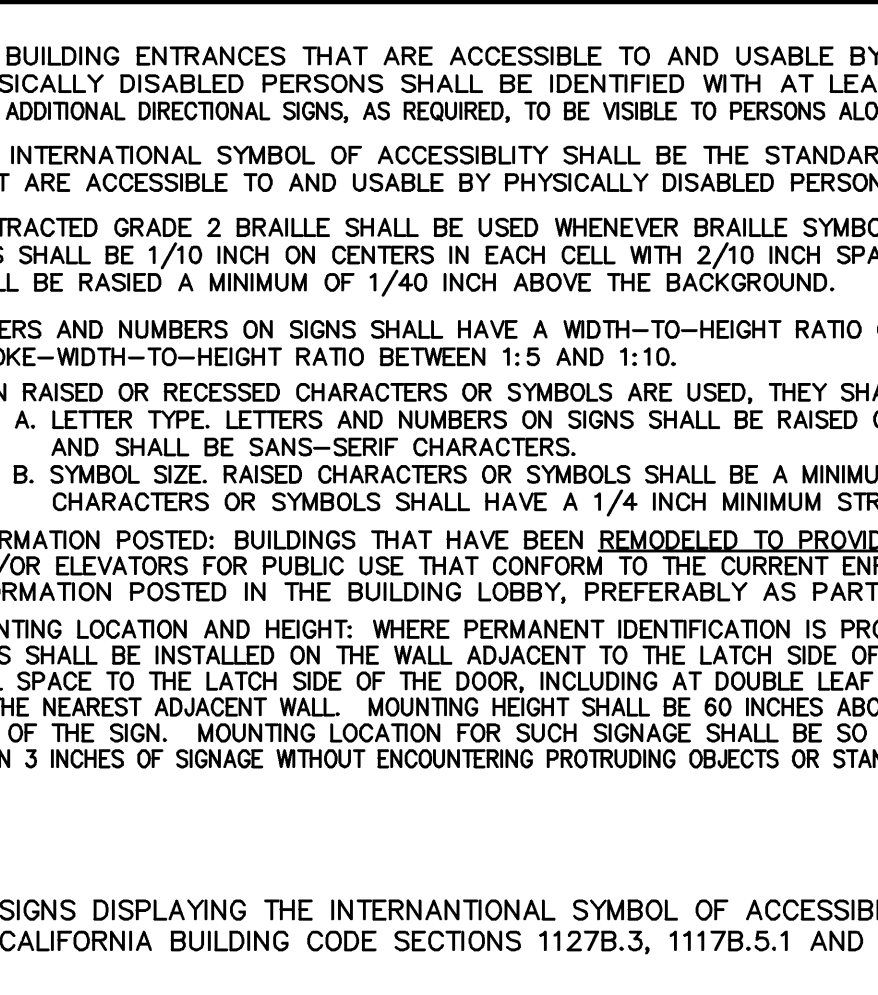 BUILDING ENTRANCES THAT ARE ACCESSIBLE TO AND USABLE BY
SICALLY DISABLED PERSONS SHALL BE IDENTIFIED WITH AT LEA
ADDITIONAL DIRECTIONAL SIGNS, AS REQUIRED, TO BE VISIBLE TO PERSONS ALO
INTERNATIONAL SYMBOL OF ACCESSIBLITY SHALL BE THE STANDAR
T ARE ACCESSIBLE TO AND USABLE BY PHYSICALLY DISABLED PERSON
TRACTED GRADE 2 BRAILLE SHALL BE USED WHENEVER BRAILLE SYMBO
S SHALL BE 1/10 INCH ON CENTERS IN EACH CELL WITH 2/10 INCH SPA
LL BE RASIED A MINIMUM OF 1/40 INCH ABOVE THE BACKGROUND.
ERS AND NUMBERS ON SIGNS SHALL HAVE A WIDTH-TO-HEIGHT RATIO
OKE-WIDTH-TO-HEIGHT RATIO BETWEEN 1:5 AND 1:10.
N RAISED OR RECESSED CHARACTERS OR SYMBOLS ARE USED, THEY SHA
A. LETTER TYPE. LETTERS AND NUMBERS ON SIGNS SHALL BE RAISED
AND SHALL BE SANS-SERIF CHARACTERS.
B. SYMBOL SIZE. RAISED CHARACTERS OR SYMBOLS SHALL BE A MINIMU
CHARACTERS OR SYMBOLS SHALL HAVE A 1/4 INCH MINIMUM STR
RMATION POSTED: BUILDINGS THAT HAVE BEEN REMODELED TO PROVID
/OR ELEVATORS FOR PUBLIC USE THAT CONFORM TO THE CURRENT ENF
ORMATION POSTED IN THE BUILDING LOBBY, PREFERABLY AS PART
NTING LOCATION AND HEIGHT: WHERE PERMANENT IDENTIFICATION IS PRO
S SHALL BE INSTALLED ON THE WALL ADJACENT TO THE LATCH SIDE OF
L SPACE TO THE LATCH SIDE OF THE DOOR, INCLUDING AT DOUBLE LEAF
HE NEAREST ADJACENT WALL. MOUNTING HEIGHT SHALL BE 60 INCHES ABO
OF THE SIGN. MOUNTING LOCATION FOR SUCH SIGNAGE SHALL BE SO
N 3 INCHES OF SIGNAGE WITHOUT ENCOUNTERING PROTRUDING OBJECTS OR STAN
SIGNS DISPLAYING THE INTERNANTIONAL SYMBOL OF ACCESSIBI
CALIFORNIA BUILDING CODE SECTIONS 1127B.3, 1117B.5.1 AND